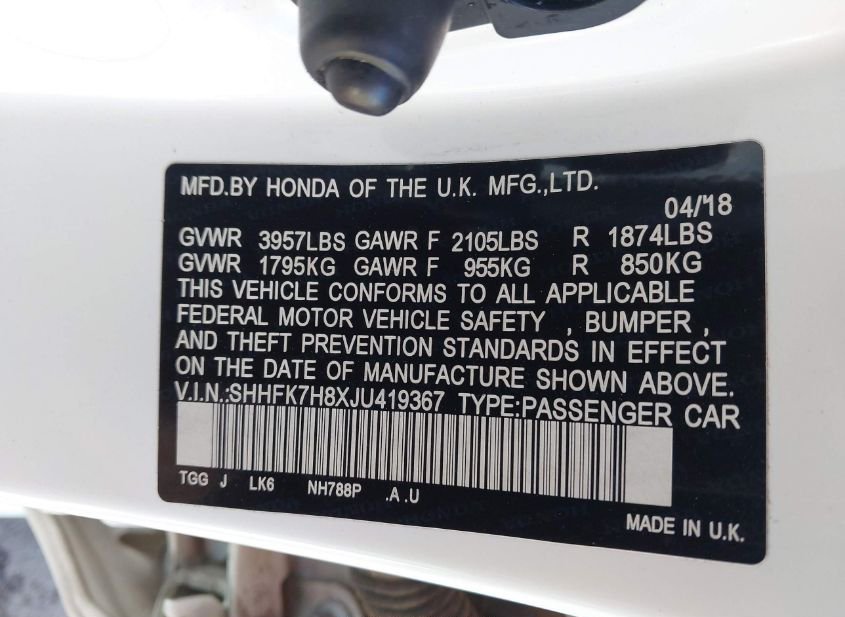 MFD.BY HONDA OF THE U.K. MFG.,LTD.
04/18
GVWR 3957LBS GAWR F 2105LBS R 1874LBS
GVWR 1795KG GAWR F 955KG R 850KG
THIS VEHICLE CONFORMS TO ALL APPLICABLE
FEDERAL MOTOR VEHICLE SAFETY , BUMPER ,
AND THEFT PREVENTION STANDARDS IN EFFECT
ON THE DATE OF MANUFACTURE SHOWN ABOVE.
V.I.N.:SHHFK7H8XJU419367 TYPE:PASSENGER CAR
TGG J LK6 NH788P .A .U
MADE IN U.K.